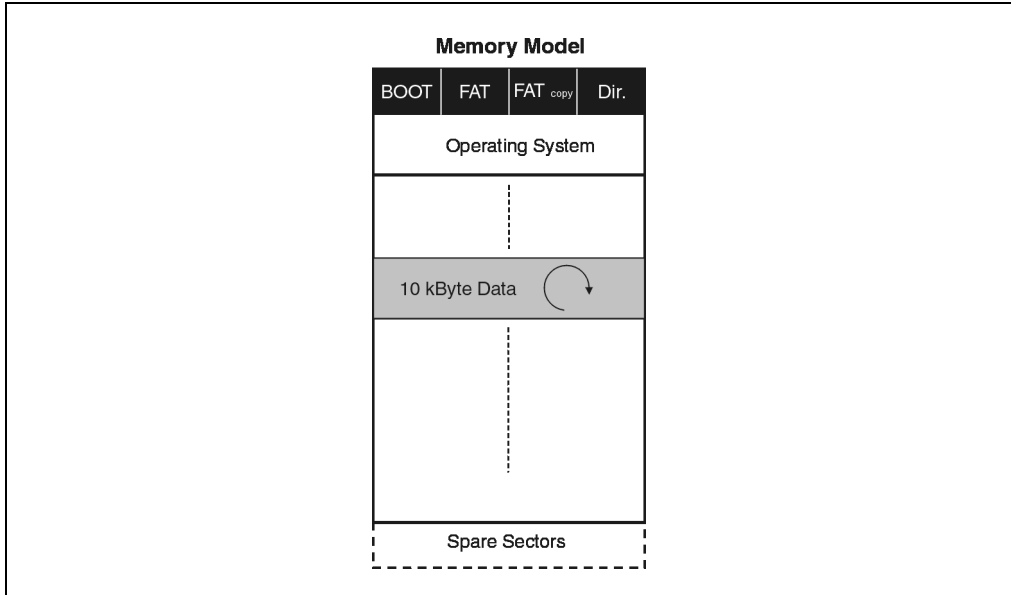 Memory Model
BOOT FAT FAT copy Dir.
Operating System
10 kByte Data
Spare Sectors